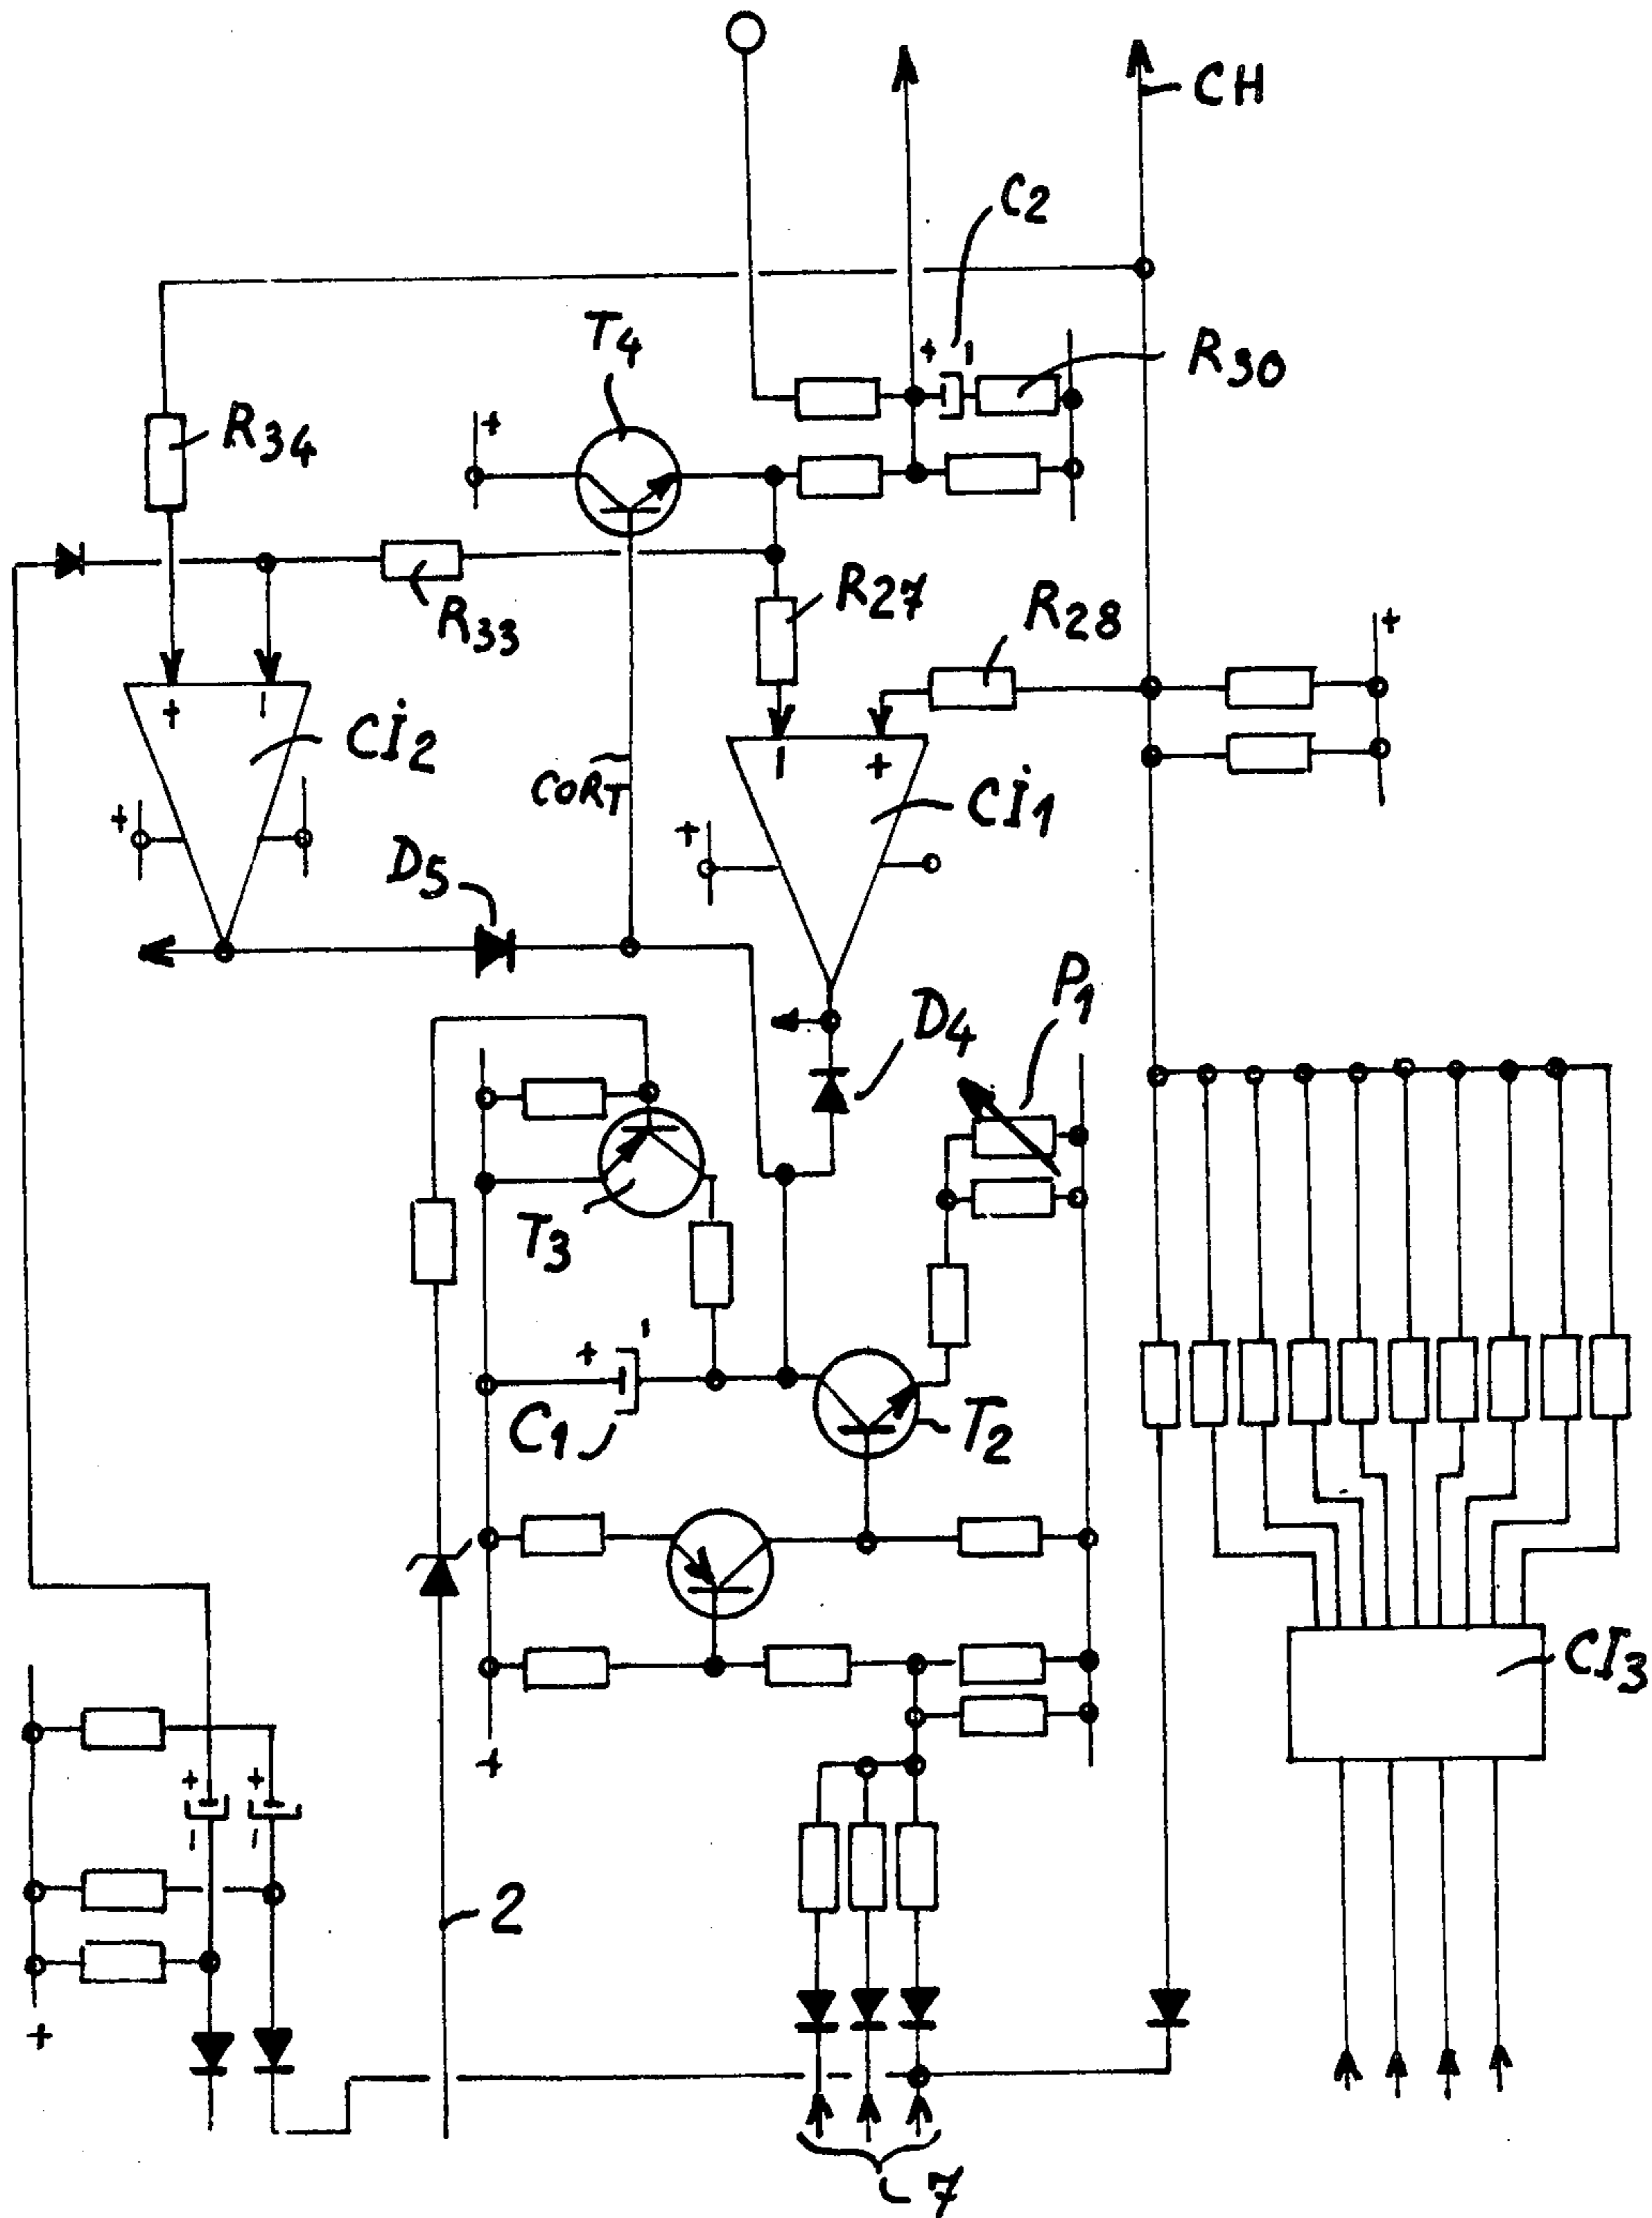 CH
C2
+ -
T4
R30
+
R34
R27
R28
+
R33
+ -
Ci2
- +
CORT
Ci1
+
+
D5
P1
D4
T3
+ -
C1
T2
CI3
+
+ +
- -
2
+
7